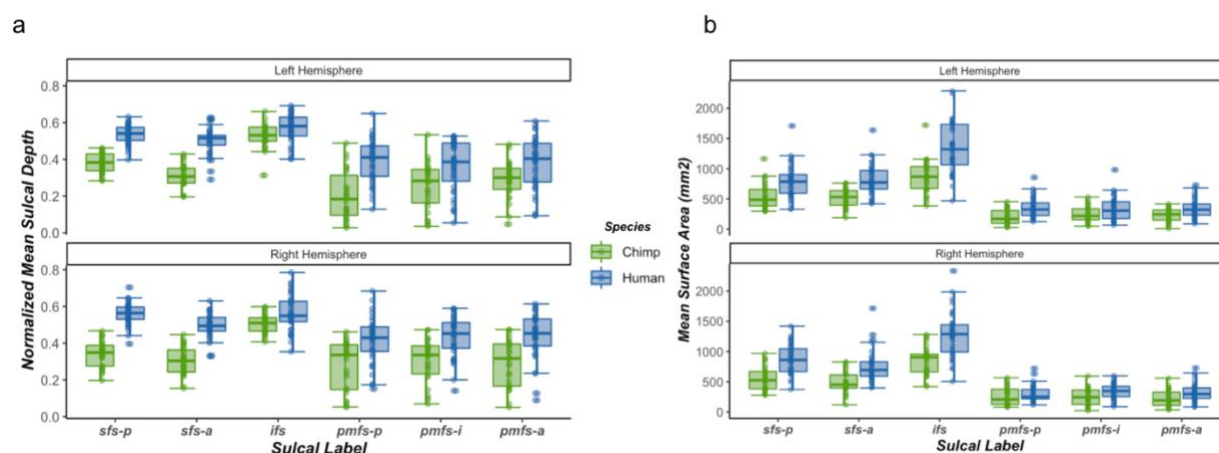 a
Left Hemisphere
0.8
0.6
0.4
0.2
0.0
Right Hemisphere
0.8
0.6
0.4
0.2
0.0
Normalized Mean Sulcal Depth
sfs-p sfs-a ifs pmfs-p pmfs-i pmfs-a
Sulcal Label
Species
Chimp
Human
b
Left Hemisphere
2000
1500
1000
500
0
Right Hemisphere
2000
1500
1000
500
0
Mean Surface Area (mm2)
sfs-p sfs-a ifs pmfs-p pmfs-i pmfs-a
Sulcal Label